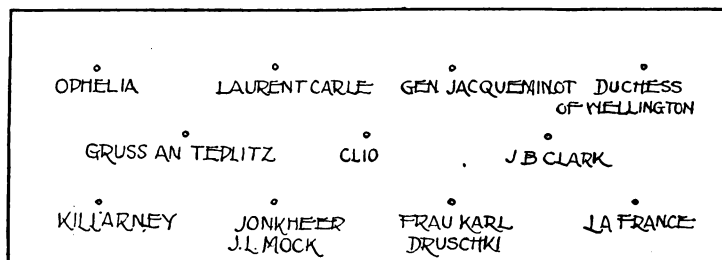 OPHELIA LAURENT CARLE GEN JACQUEMINOT DUCHESS
OF WELLINGTON
GRUSS AN TEPLITZ CLIO J B CLARK
KILLARNEY JONKHEER FRAU KARL LA FRANCE
J.L. MOCK DRUSCHKI